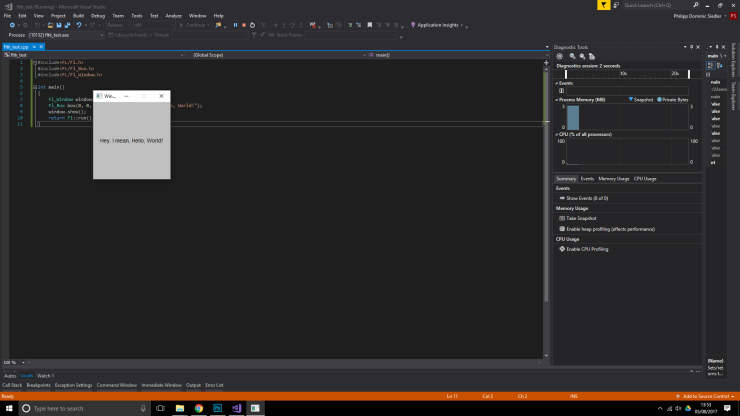 fltk_test (Running) - Microsoft Visual Studio
Quick Launch (Ctrl+Q)
File Edit View Project Build Debug Team Tools Test Analyze Window Help
Philipp Dominic Siedler
PS
Release
Continue
Application Insights
Process: [10132] fltk_test.exe
Lifecycle Events
Thread:
Stack Frame:
fltk_test.cpp
fltk_test
(Global Scope)
main()
1 #include<FL/Fl.h>
2 #include<FL/Fl_Box.h>
3 #include<FL/Fl_Window.h>
4
5 int main()
6 {
7 Fl_Window window
8 Fl_Box box(0, 0, World!");
9 window.show();
10 return Fl::run();
11 }
Win...
Hey, I mean, Hello, World!
Diagnostic Tools
Diagnostics session: 2 seconds
10s 20s
Events
Process Memory (MB) Snapshot Private Bytes
3 3
0 0
CPU (% of all processors)
100 100
0 0
Summary Events Memory Usage CPU Usage
Events
Show Events (0 of 0)
Memory Usage
Take Snapshot
Enable heap profiling (affects performance)
CPU Usage
Enable CPU Profiling
main
(Name)
Solution Explorer
Team Explorer
100 %
Autos Locals Watch 1
Call Stack Breakpoints Exception Settings Command Window Immediate Window Output Error List
Ln 11 Col 2 Ch 2 INS
Add to Source Control
Type here to search
13:53
05/08/2017